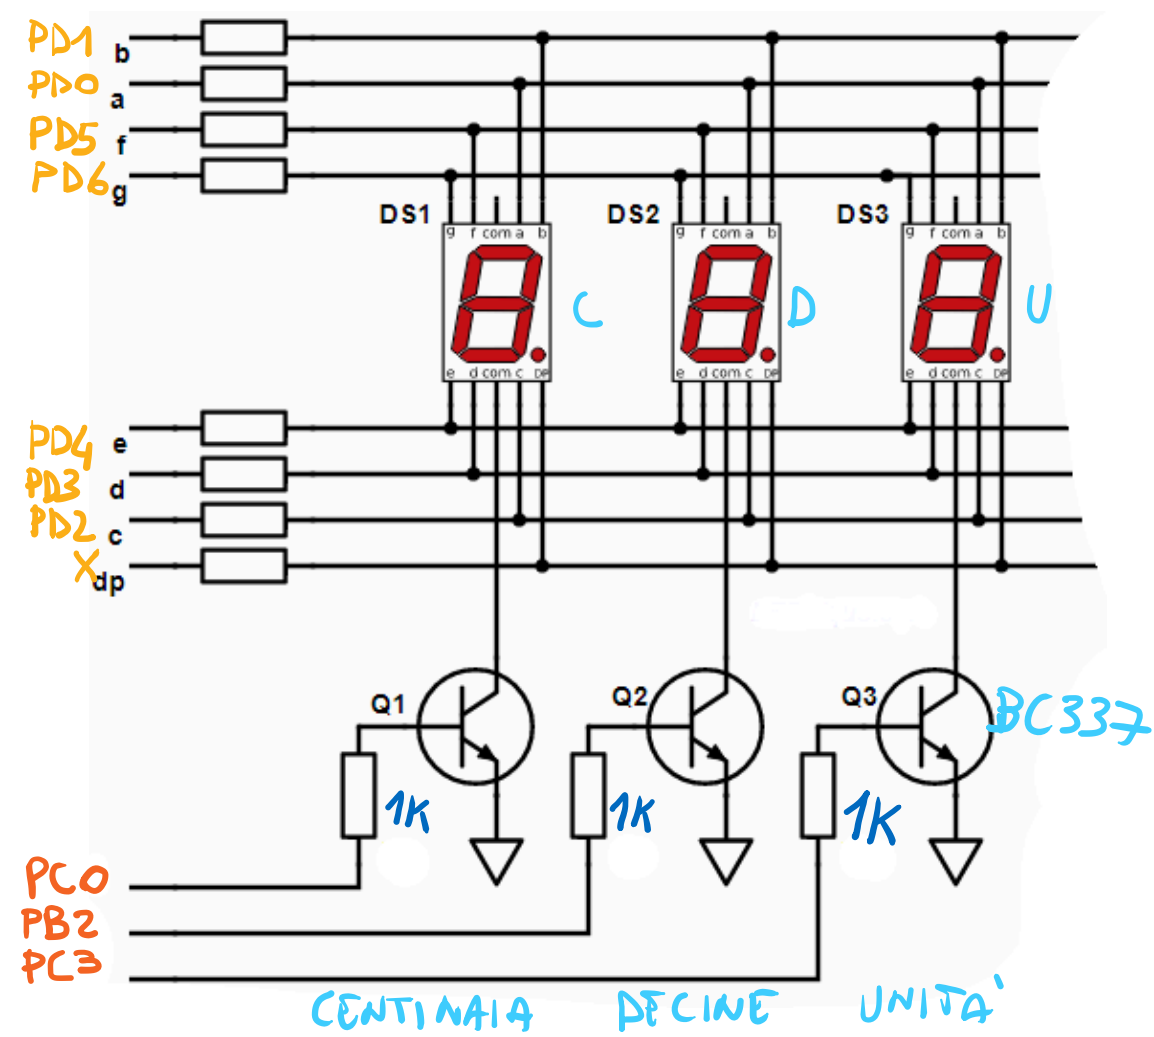 PD1 b
PD0 a
PD5 f
PD6 g
DS1 DS2 DS3
g f com a b g f com a b g f com a b
C D U
e d com c DP e d com c DP e d com c DP
PD4 e
PD3 d
PD2 c
X dp
Q1 Q2 Q3 BC337
1K 1K 1K
PC0
PB2
PC3
CENTINAIA DECINE UNITA'